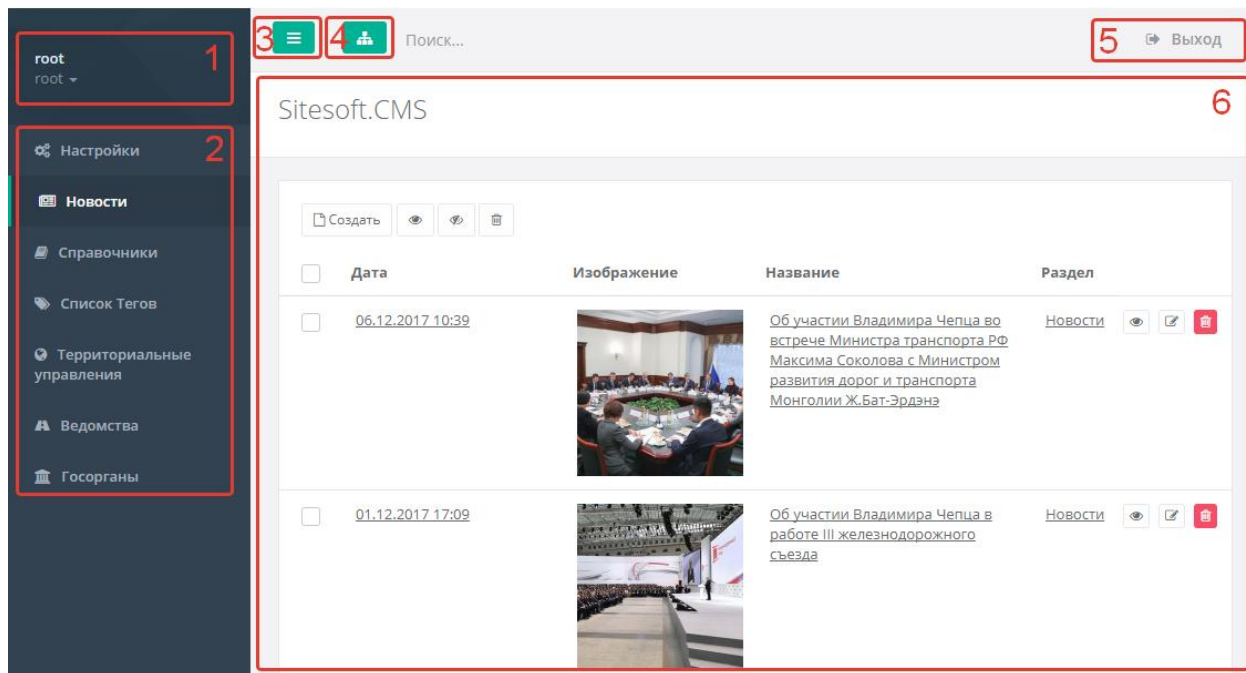 root
root
1
Настройки
2
Новости
Справочники
Список Тегов
Территориальные
управления
Ведомства
Госорганы
3
4
Поиск...
5
Выход
6
Sitesoft.CMS
Создать
Дата
Изображение
Название
Раздел
06.12.2017 10:39
Об участии Владимира Чепца во
встрече Министра транспорта РФ
Максима Соколова с Министром
развития дорог и транспорта
Монголии Ж.Бат-Эрдэнэ
Новости
01.12.2017 17:09
Об участии Владимира Чепца в
работе III железнодорожного
съезда
Новости